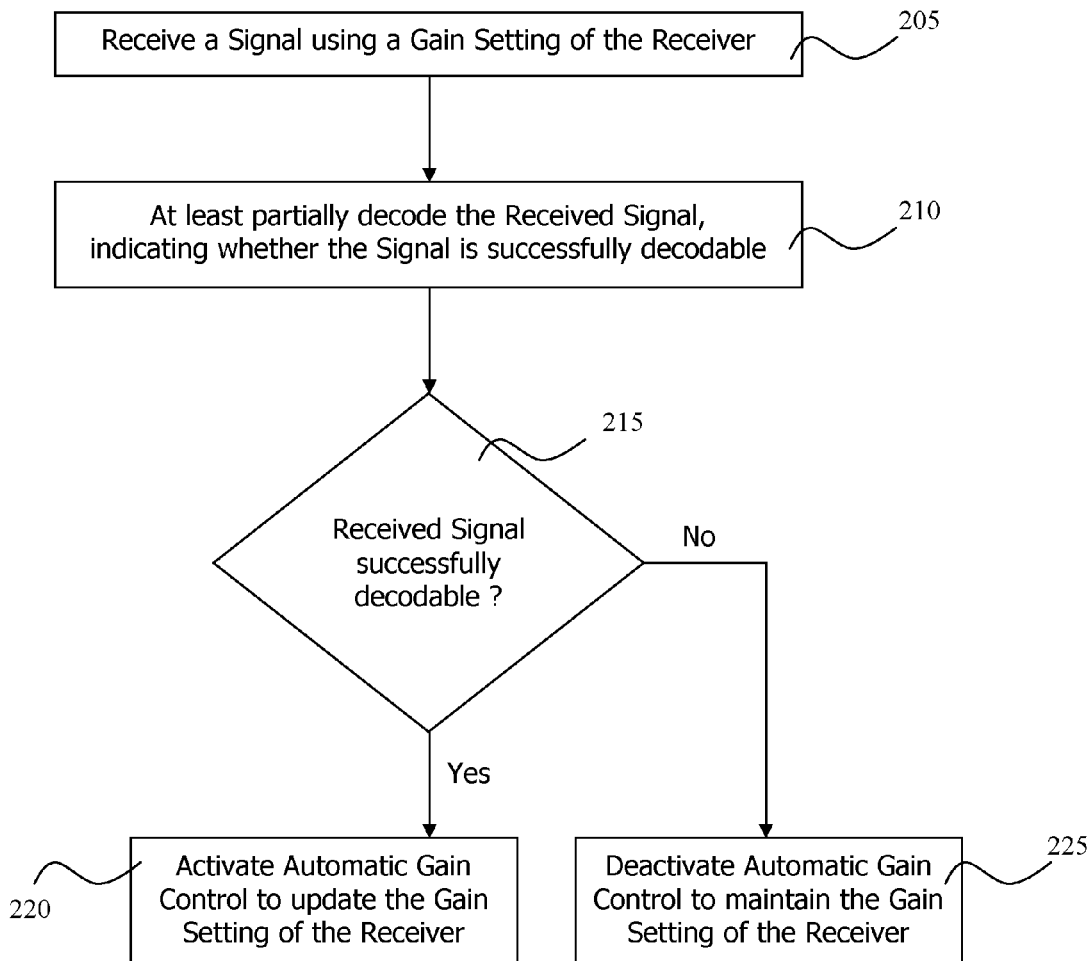 Receive a Signal using a Gain Setting of the Receiver
205
At least partially decode the Received Signal,
indicating whether the Signal is successfully decodable
210
215
Received Signal
successfully
decodable ?
No
Yes
Activate Automatic Gain
Control to update the Gain
Setting of the Receiver
220
Deactivate Automatic Gain
Control to maintain the Gain
Setting of the Receiver
225